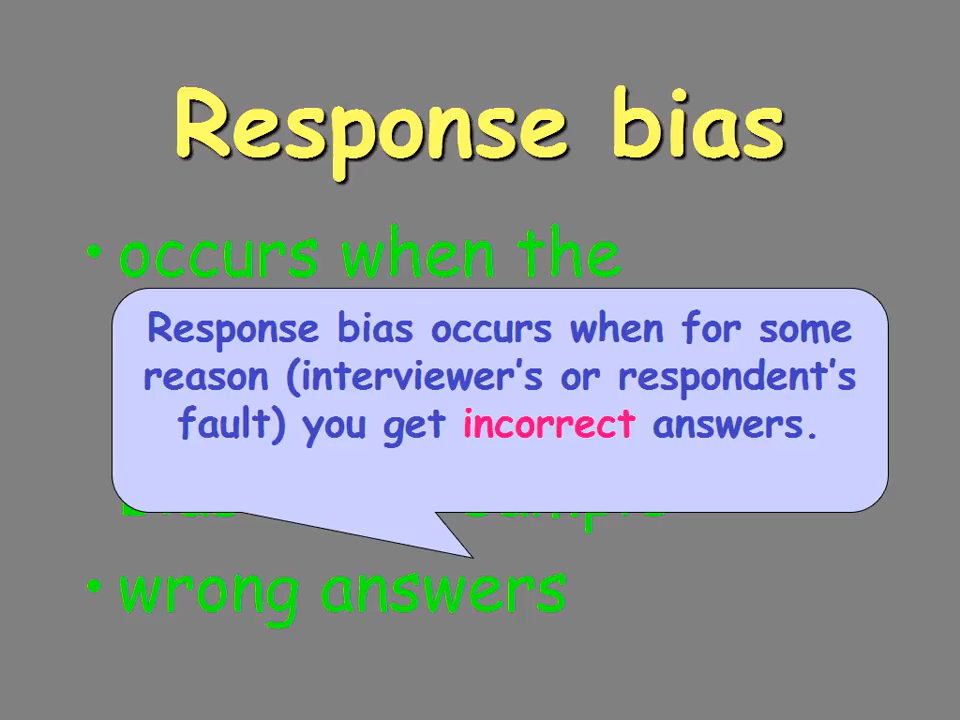 Response bias
• occurs when the
Response bias occurs when for some
reason (interviewer's or respondent's
fault) you get incorrect answers.
• wrong answers